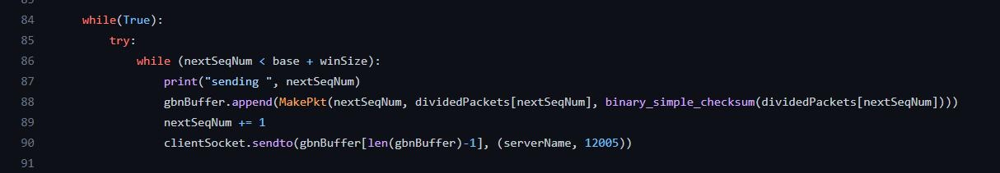 83
84 while(True):
85 try:
86 while (nextSeqNum < base + winSize):
87 print("sending ", nextSeqNum)
88 gbnBuffer.append(MakePkt(nextSeqNum, dividedPackets[nextSeqNum], binary_simple_checksum(dividedPackets[nextSeqNum])))
89 nextSeqNum += 1
90 clientSocket.sendto(gbnBuffer[len(gbnBuffer)-1], (serverName, 12005))
91